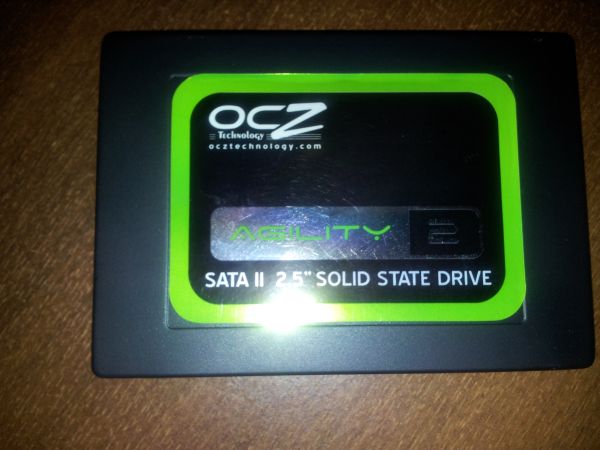 OCZ
Technology
ocztechnology.com
AGILITY 2
SATA II 2.5" SOLID STATE DRIVE